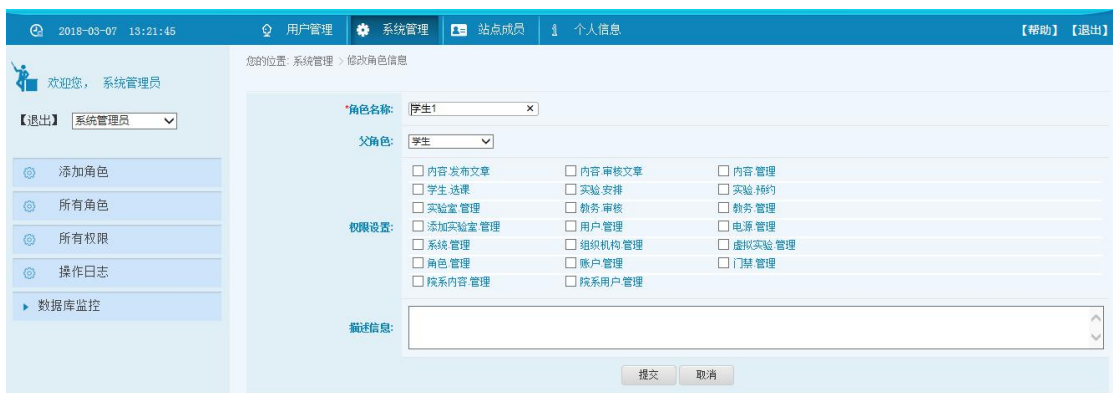 2018-03-07 13:21:45 用户管理 系统管理 站点成员 个人信息 【帮助】 【退出】
欢迎您， 系统管理员
【退出】 系统管理员
添加角色
所有角色
所有权限
操作日志
数据库监控
您的位置: 系统管理 > 修改角色信息
*角色名称: 学生1 ×
父角色: 学生
权限设置:
内容.发布文章 内容.审核文章 内容.管理
学生.选课 实验.安排 实验.预约
实验室.管理 教务.审核 教务.管理
添加实验室.管理 用户.管理 电源.管理
系统.管理 组织机构.管理 虚拟实验.管理
角色.管理 账户.管理 门禁.管理
院系内容.管理 院系用户.管理
描述信息:
提交 取消